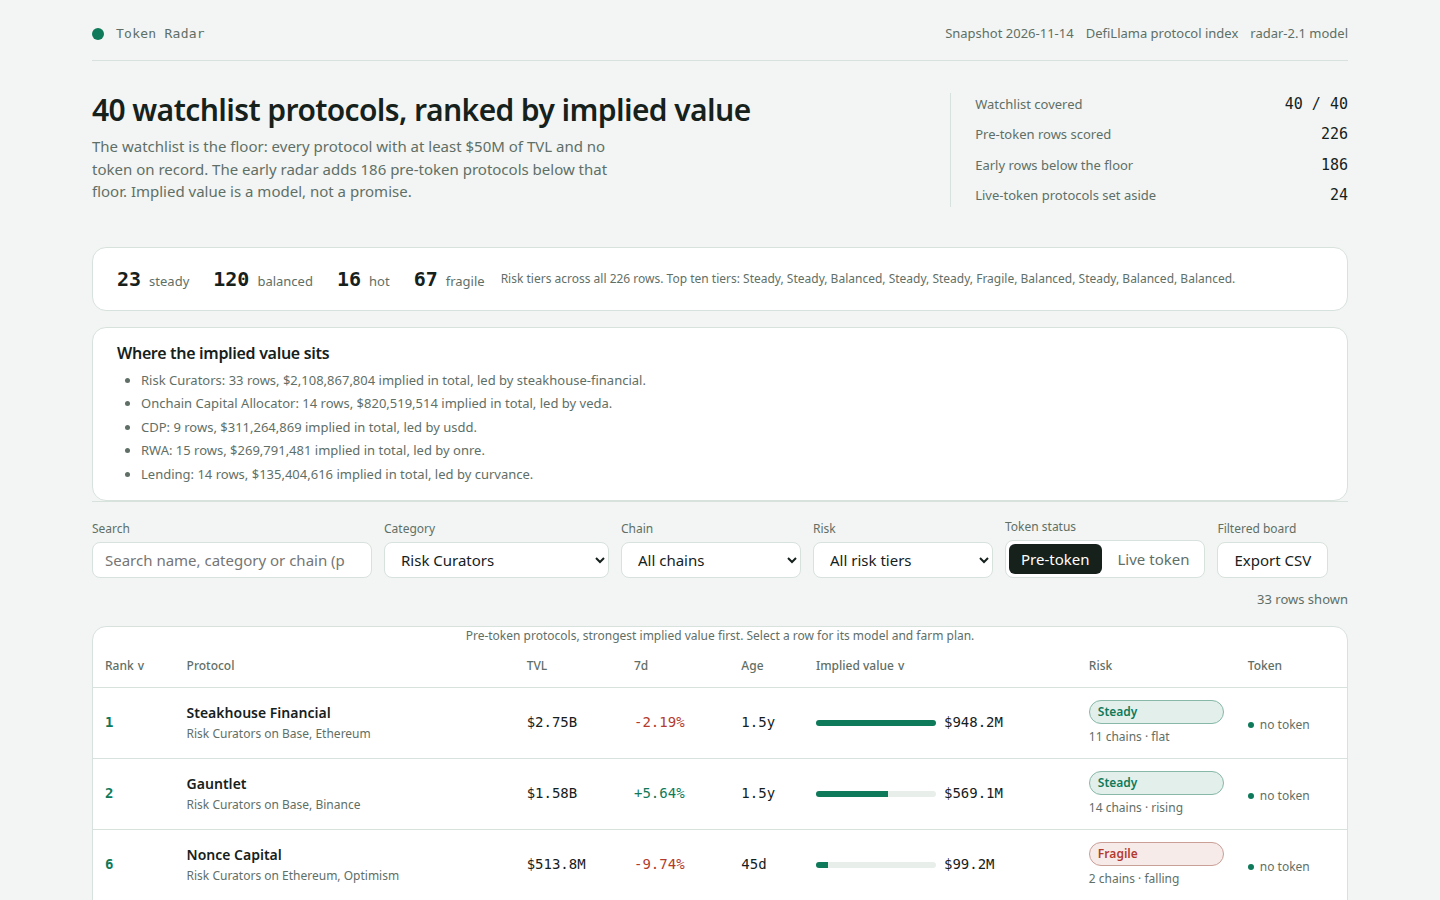 Token Radar
Snapshot 2026-11-14 DefiLlama protocol index radar-2.1 model
40 watchlist protocols, ranked by implied value
The watchlist is the floor: every protocol with at least $50M of TVL and no
token on record. The early radar adds 186 pre-token protocols below that
floor. Implied value is a model, not a promise.
Watchlist covered 40 / 40
Pre-token rows scored 226
Early rows below the floor 186
Live-token protocols set aside 24
23 steady 120 balanced 16 hot 67 fragile Risk tiers across all 226 rows. Top ten tiers: Steady, Steady, Balanced, Steady, Steady, Fragile, Balanced, Steady, Balanced, Balanced.
Where the implied value sits
Risk Curators: 33 rows, $2,108,867,804 implied in total, led by steakhouse-financial.
Onchain Capital Allocator: 14 rows, $820,519,514 implied in total, led by veda.
CDP: 9 rows, $311,264,869 implied in total, led by usdd.
RWA: 15 rows, $269,791,481 implied in total, led by onre.
Lending: 14 rows, $135,404,616 implied in total, led by curvance.
Search Category Chain Risk Token status Filtered board
Search name, category or chain (p Risk Curators All chains All risk tiers Pre-token Live token Export CSV
33 rows shown
Pre-token protocols, strongest implied value first. Select a row for its model and farm plan.
Rank v Protocol TVL 7d Age Implied value v Risk Token
1 Steakhouse Financial $2.75B -2.19% 1.5y $948.2M Steady no token
Risk Curators on Base, Ethereum 11 chains · flat
2 Gauntlet $1.58B +5.64% 1.5y $569.1M Steady no token
Risk Curators on Base, Binance 14 chains · rising
6 Nonce Capital $513.8M -9.74% 45d $99.2M Fragile no token
Risk Curators on Ethereum, Optimism 2 chains · falling